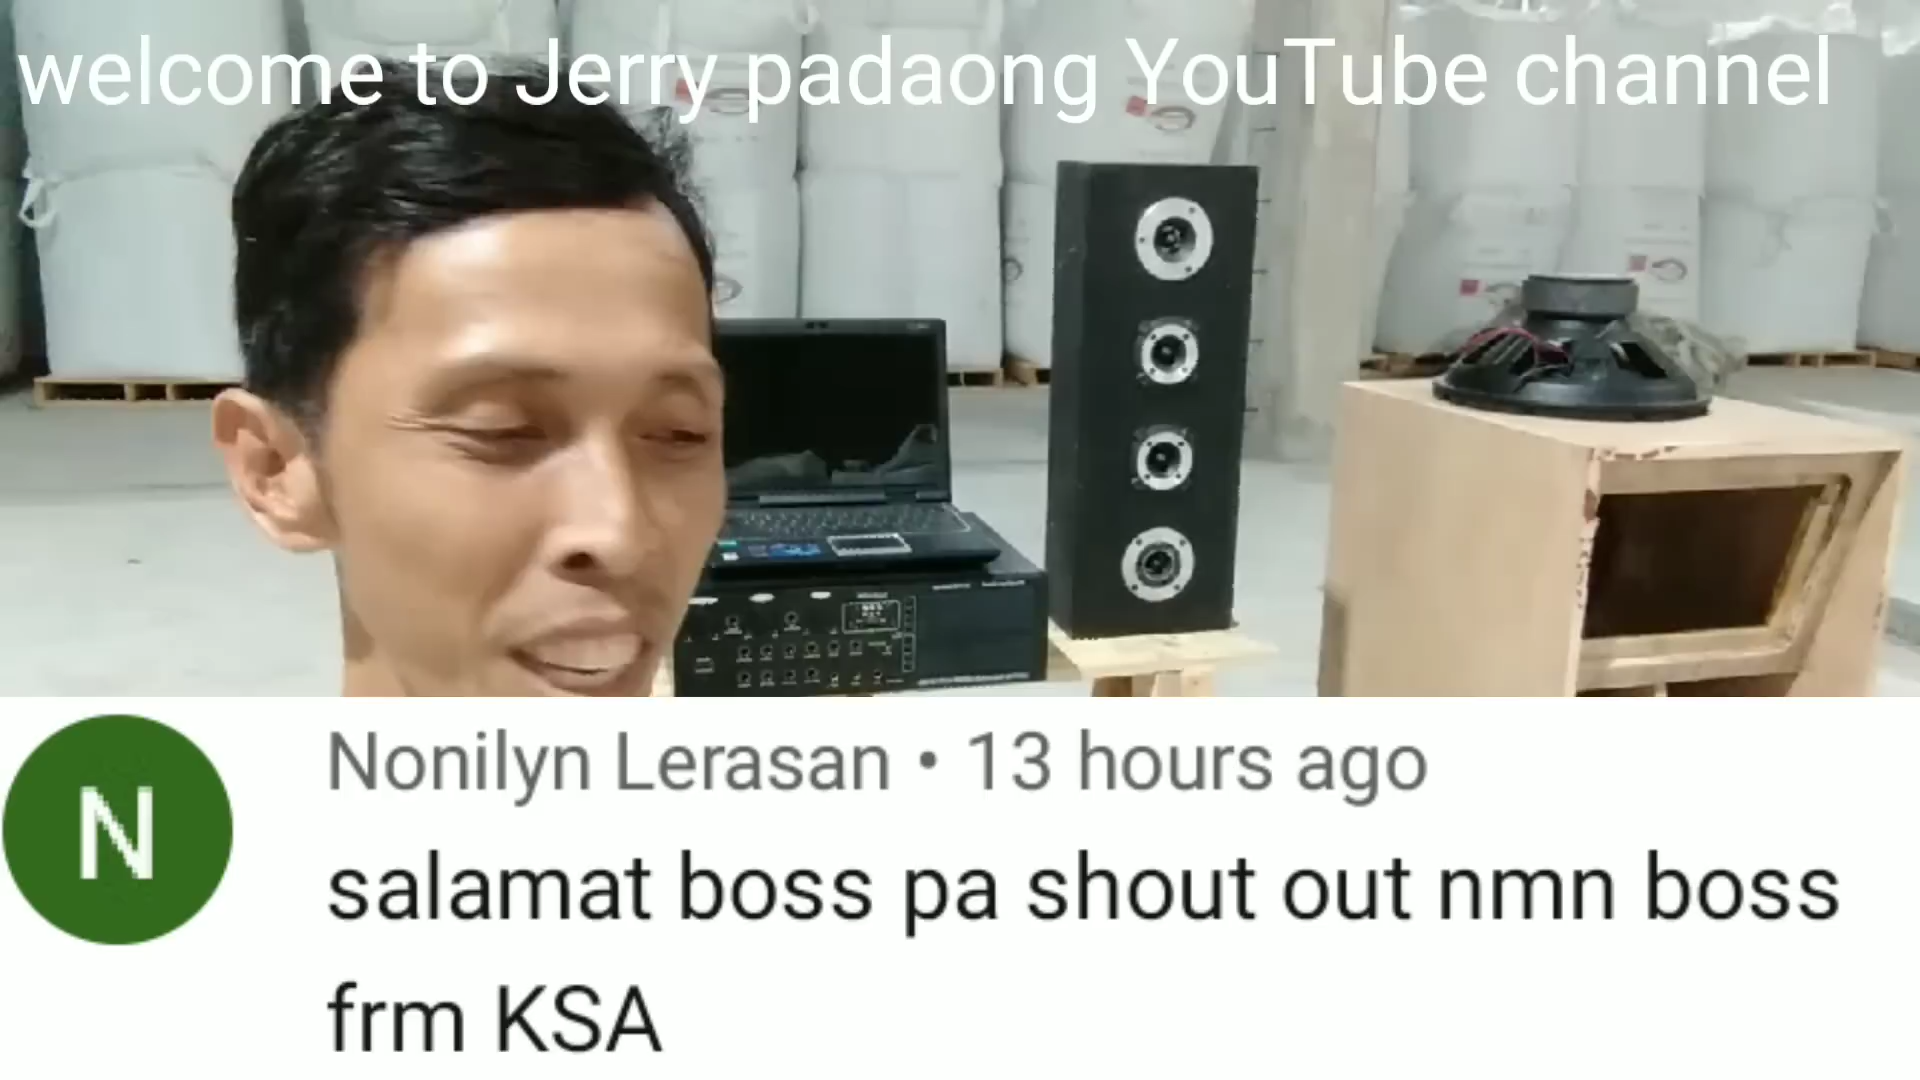 welcome to Jerry padaong YouTube channel
N
Nonilyn Lerasan • 13 hours ago
salamat boss pa shout out nmn boss
frm KSA